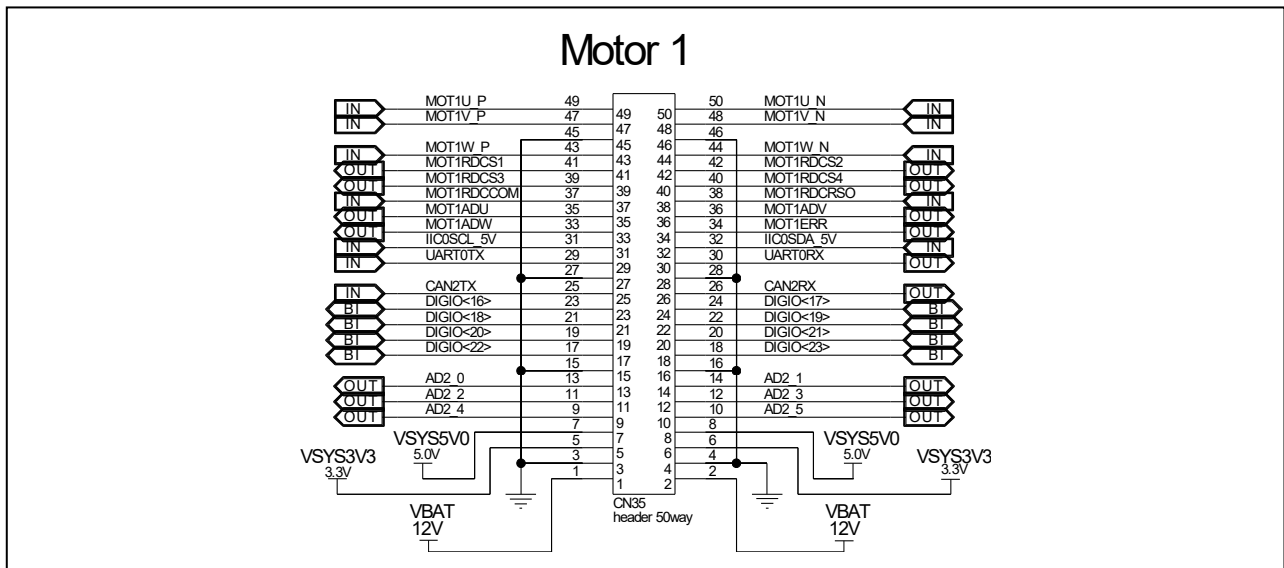 Motor 1
IN MOT1U_P 49 49 50 50 MOT1U_N IN
IN MOT1V_P 47 47 48 48 MOT1V_N IN
45 45 46 46
IN MOT1W_P 43 43 44 44 MOT1W_N IN
OUT MOT1RDCS1 41 41 42 42 MOT1RDCS2 OUT
OUT MOT1RDCS3 39 39 40 40 MOT1RDCS4 OUT
IN MOT1RDCCOM 37 37 38 38 MOT1RDCRSO IN
OUT MOT1ADU 35 35 36 36 MOT1ADV OUT
OUT MOT1ADW 33 33 34 34 MOT1ERR OUT
IN IIC0SCL_5V 31 31 32 32 IIC0SDA_5V IN
IN UART0TX 29 29 30 30 UART0RX OUT
27 27 28 28
IN CAN2TX 25 25 26 26 CAN2RX OUT
BI DIGIO<16> 23 23 24 24 DIGIO<17> BI
BI DIGIO<18> 21 21 22 22 DIGIO<19> BI
BI DIGIO<20> 19 19 20 20 DIGIO<21> BI
BI DIGIO<22> 17 17 18 18 DIGIO<23> BI
15 15 16 16
OUT AD2_0 13 13 14 14 AD2_1 OUT
OUT AD2_2 11 11 12 12 AD2_3 OUT
OUT AD2_4 9 9 10 10 AD2_5 OUT
VSYS5V0 7 7 8 8 VSYS5V0
5.0V 5 5 6 6 5.0V
VSYS3V3 3 3 4 4 VSYS3V3
3.3V 1 1 2 2 3.3V
CN35
header 50way
VBAT VBAT
12V 12V